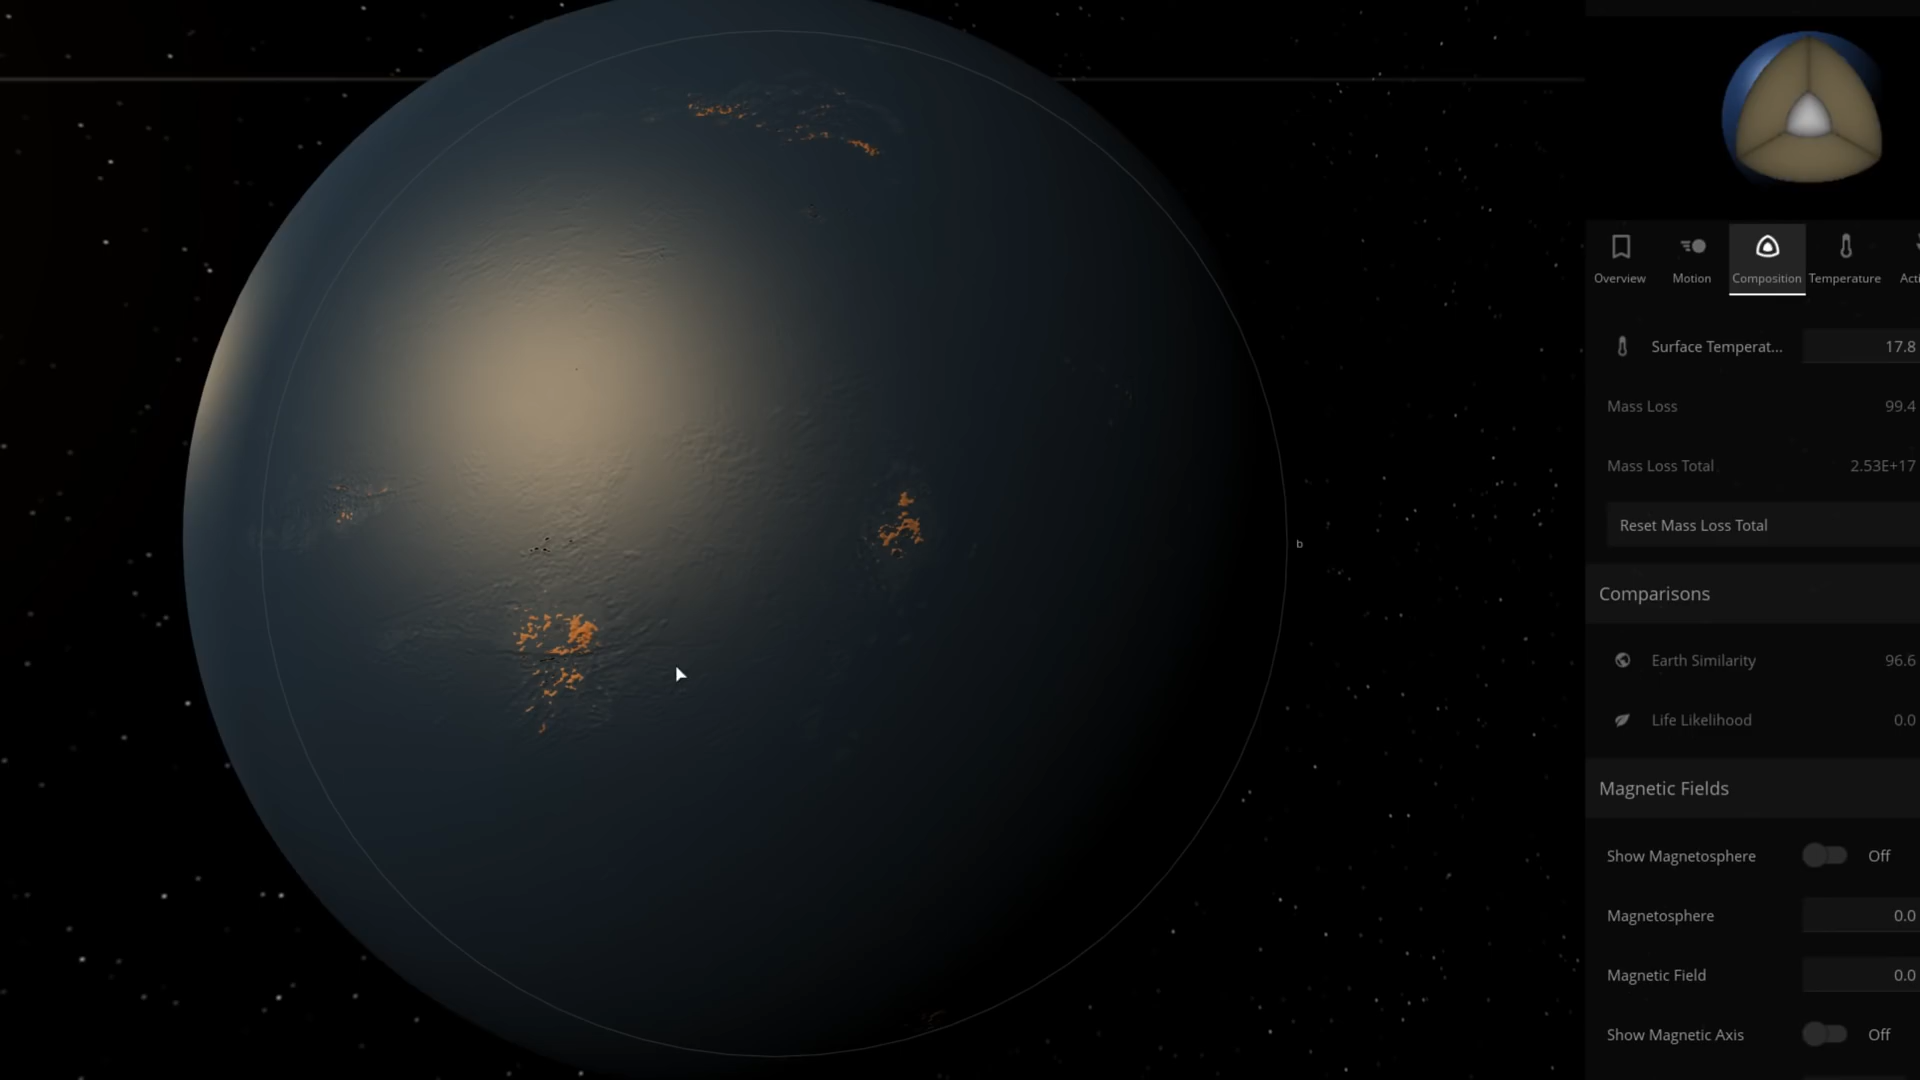 Overview Motion Composition Temperature Acti
Surface Temperat... 17.8
Mass Loss 99.4
Mass Loss Total 2.53E+17
Reset Mass Loss Total
b
Comparisons
Earth Similarity 96.6
Life Likelihood 0.0
Magnetic Fields
Show Magnetosphere Off
Magnetosphere 0.0
Magnetic Field 0.0
Show Magnetic Axis Off